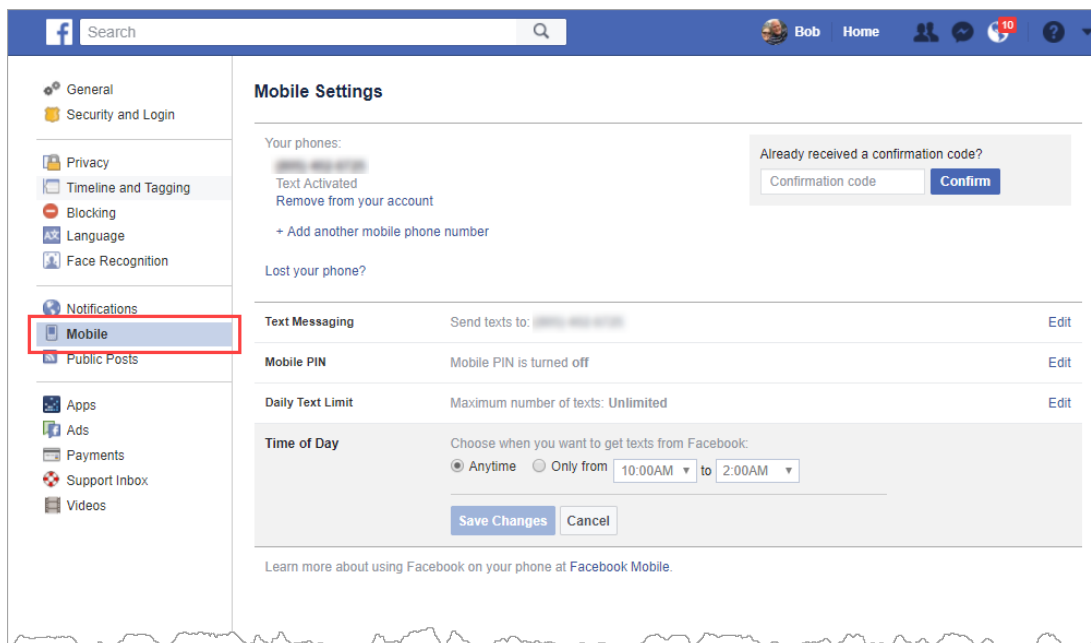 f
Search
Bob
Home
10
?
General
Security and Login
Privacy
Timeline and Tagging
Blocking
Language
Face Recognition
Notifications
Mobile
Public Posts
Apps
Ads
Payments
Support Inbox
Videos
Mobile Settings
Your phones:
Text Activated
Remove from your account
+ Add another mobile phone number
Lost your phone?
Already received a confirmation code?
Confirmation code
Confirm
Text Messaging
Send texts to:
Edit
Mobile PIN
Mobile PIN is turned off
Edit
Daily Text Limit
Maximum number of texts: Unlimited
Edit
Time of Day
Choose when you want to get texts from Facebook:
Anytime Only from 10:00AM to 2:00AM
Save Changes Cancel
Learn more about using Facebook on your phone at Facebook Mobile.